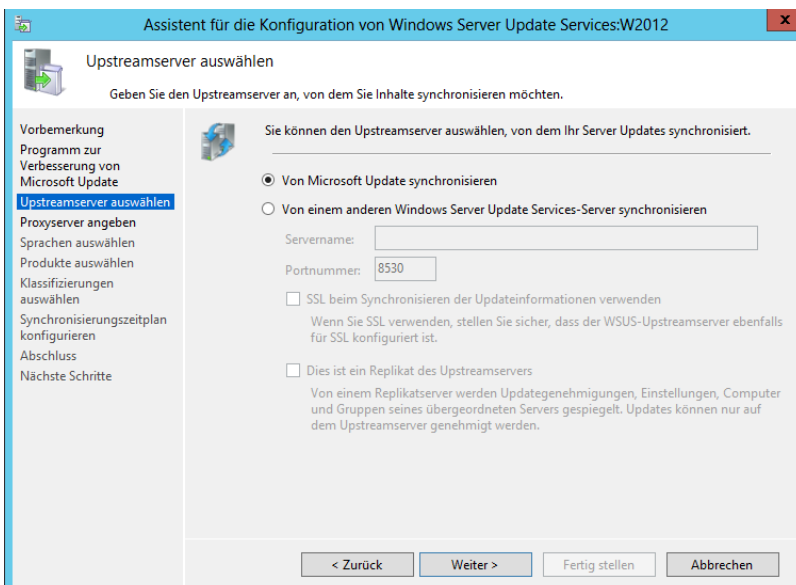 Assistent für die Konfiguration von Windows Server Update Services:W2012
x
Upstreamserver auswählen
Geben Sie den Upstreamserver an, von dem Sie Inhalte synchronisieren möchten.
Vorbemerkung
Programm zur
Verbesserung von
Microsoft Update
Upstreamserver auswählen
Proxyserver angeben
Sprachen auswählen
Produkte auswählen
Klassifizierungen
auswählen
Synchronisierungszeitplan
konfigurieren
Abschluss
Nächste Schritte
Sie können den Upstreamserver auswählen, von dem Ihr Server Updates synchronisiert.
Von Microsoft Update synchronisieren
Von einem anderen Windows Server Update Services-Server synchronisieren
Servername:
Portnummer: 8530
SSL beim Synchronisieren der Updateinformationen verwenden
Wenn Sie SSL verwenden, stellen Sie sicher, dass der WSUS-Upstreamserver ebenfalls
für SSL konfiguriert ist.
Dies ist ein Replikat des Upstreamservers
Von einem Replikatserver werden Updategenehmigungen, Einstellungen, Computer
und Gruppen seines übergeordneten Servers gespiegelt. Updates können nur auf
dem Upstreamserver genehmigt werden.
< Zurück Weiter > Fertig stellen Abbrechen